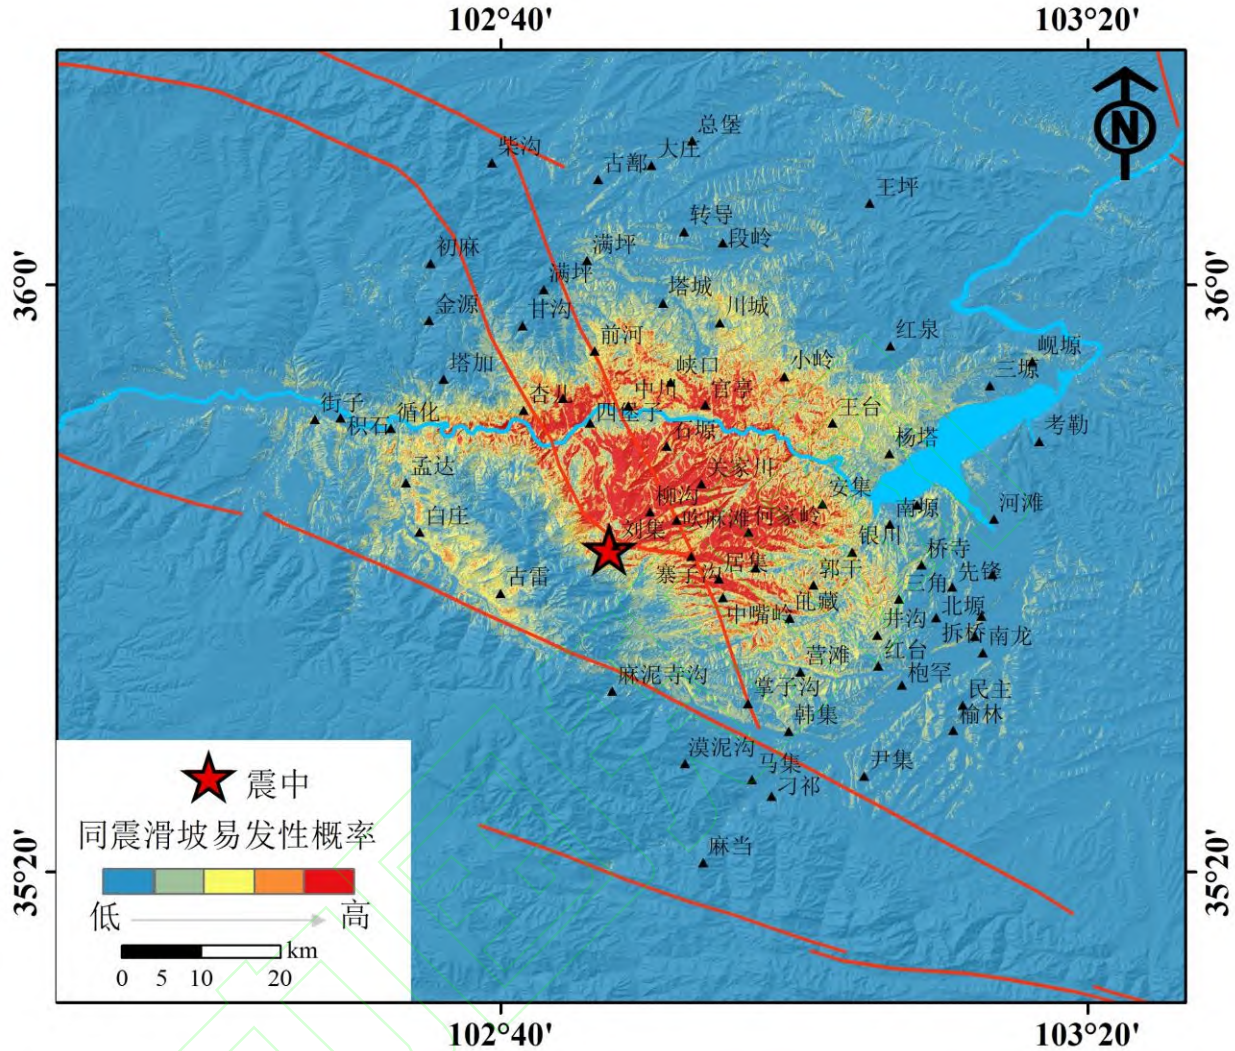 102°40'
103°20'
N
总堡
柴沟
古鄯
大庄
王坪
转导
段岭
初麻
满坪
36°0'
36°0'
满坪
塔城
金源
甘沟
川城
前河
红泉
岘塬
塔加
峡口
小岭
三塬
杏儿
中川
官亭
街子
积石
循化
四堡子
王台
考勒
石塬
杨塔
孟达
关家川
柳沟
安集
白庄
刘集
吹麻滩
何家岭
南塬
河滩
银川
桥寺
古雷
寨子沟
居集
郭干
三角
先锋
中嘴岭
癿藏
井沟
北塬
拆桥
南龙
营滩
红台
麻泥寺沟
掌子沟
枹罕
民主
韩集
榆林
漠泥沟
马集
尹集
刁祁
震中
同震滑坡易发性概率
麻当
35°20'
35°20'
低
高
km
0 5 10 20
102°40'
103°20'